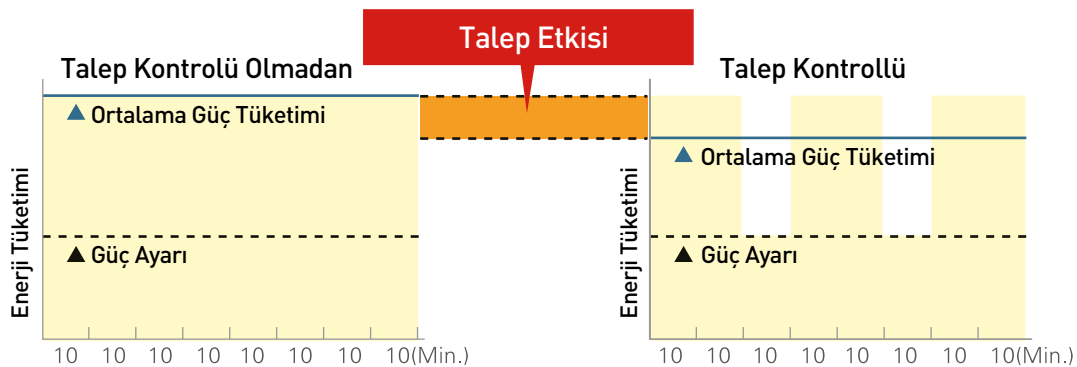 Talep Etkisi
Talep Kontrolü Olmadan
Ortalama Güç Tüketimi
Güç Ayarı
Enerji Tüketimi
10 10 10 10 10 10 10 10(Min.)
Talep Kontrollü
Ortalama Güç Tüketimi
Güç Ayarı
Enerji Tüketimi
10 10 10 10 10 10 10 10(Min.)